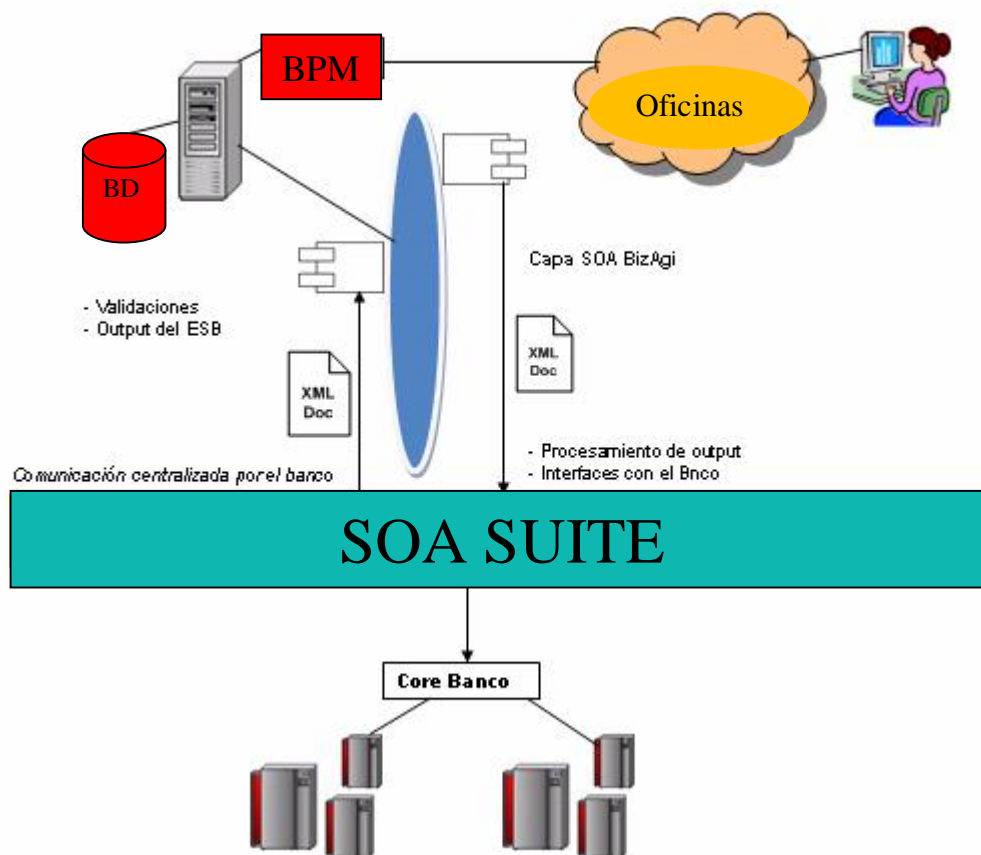 BPM
Oficinas
BD
Capa SOA BizAgi
- Validaciones
- Output del ESB
XML
Doc
XML
Doc
- Procesamiento de output
- Interfaces con el Bnco
Comunicación centralizada por el banco
SOA SUITE
Core Banco